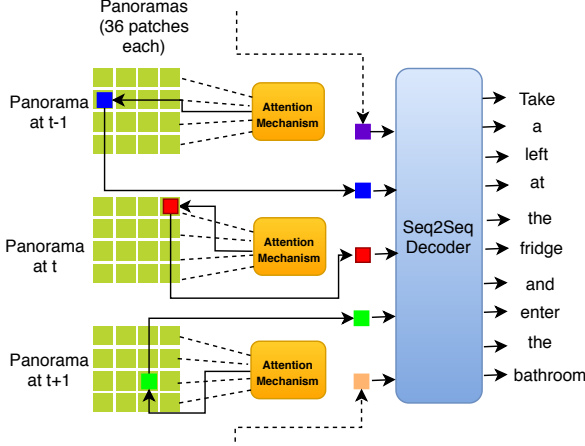 Panoramas
(36 patches
each)
Panorama
at t-1
Attention
Mechanism
Panorama
at t
Attention
Mechanism
Panorama
at t+1
Attention
Mechanism
Seq2Seq
Decoder
Take
a
left
at
the
fridge
and
enter
the
bathroom